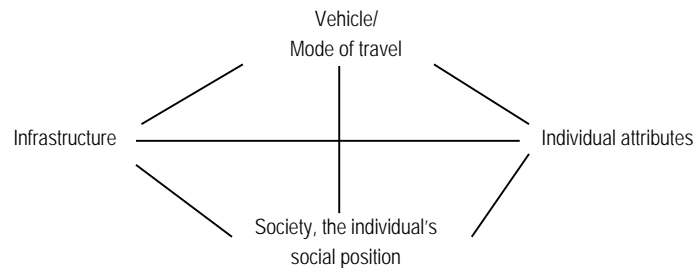 Vehicle/
Mode of travel
Infrastructure
Individual attributes
Society, the individual's
social position